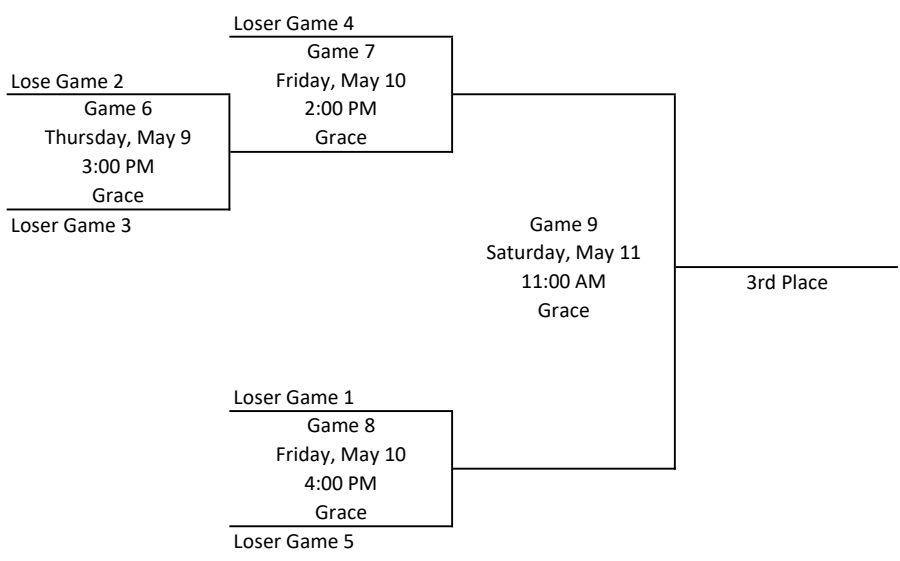 Loser Game 4
Game 7
Friday, May 10
2:00 PM
Grace
Lose Game 2
Game 6
Thursday, May 9
3:00 PM
Grace
Loser Game 3
Game 9
Saturday, May 11
11:00 AM
Grace
3rd Place
Loser Game 1
Game 8
Friday, May 10
4:00 PM
Grace
Loser Game 5